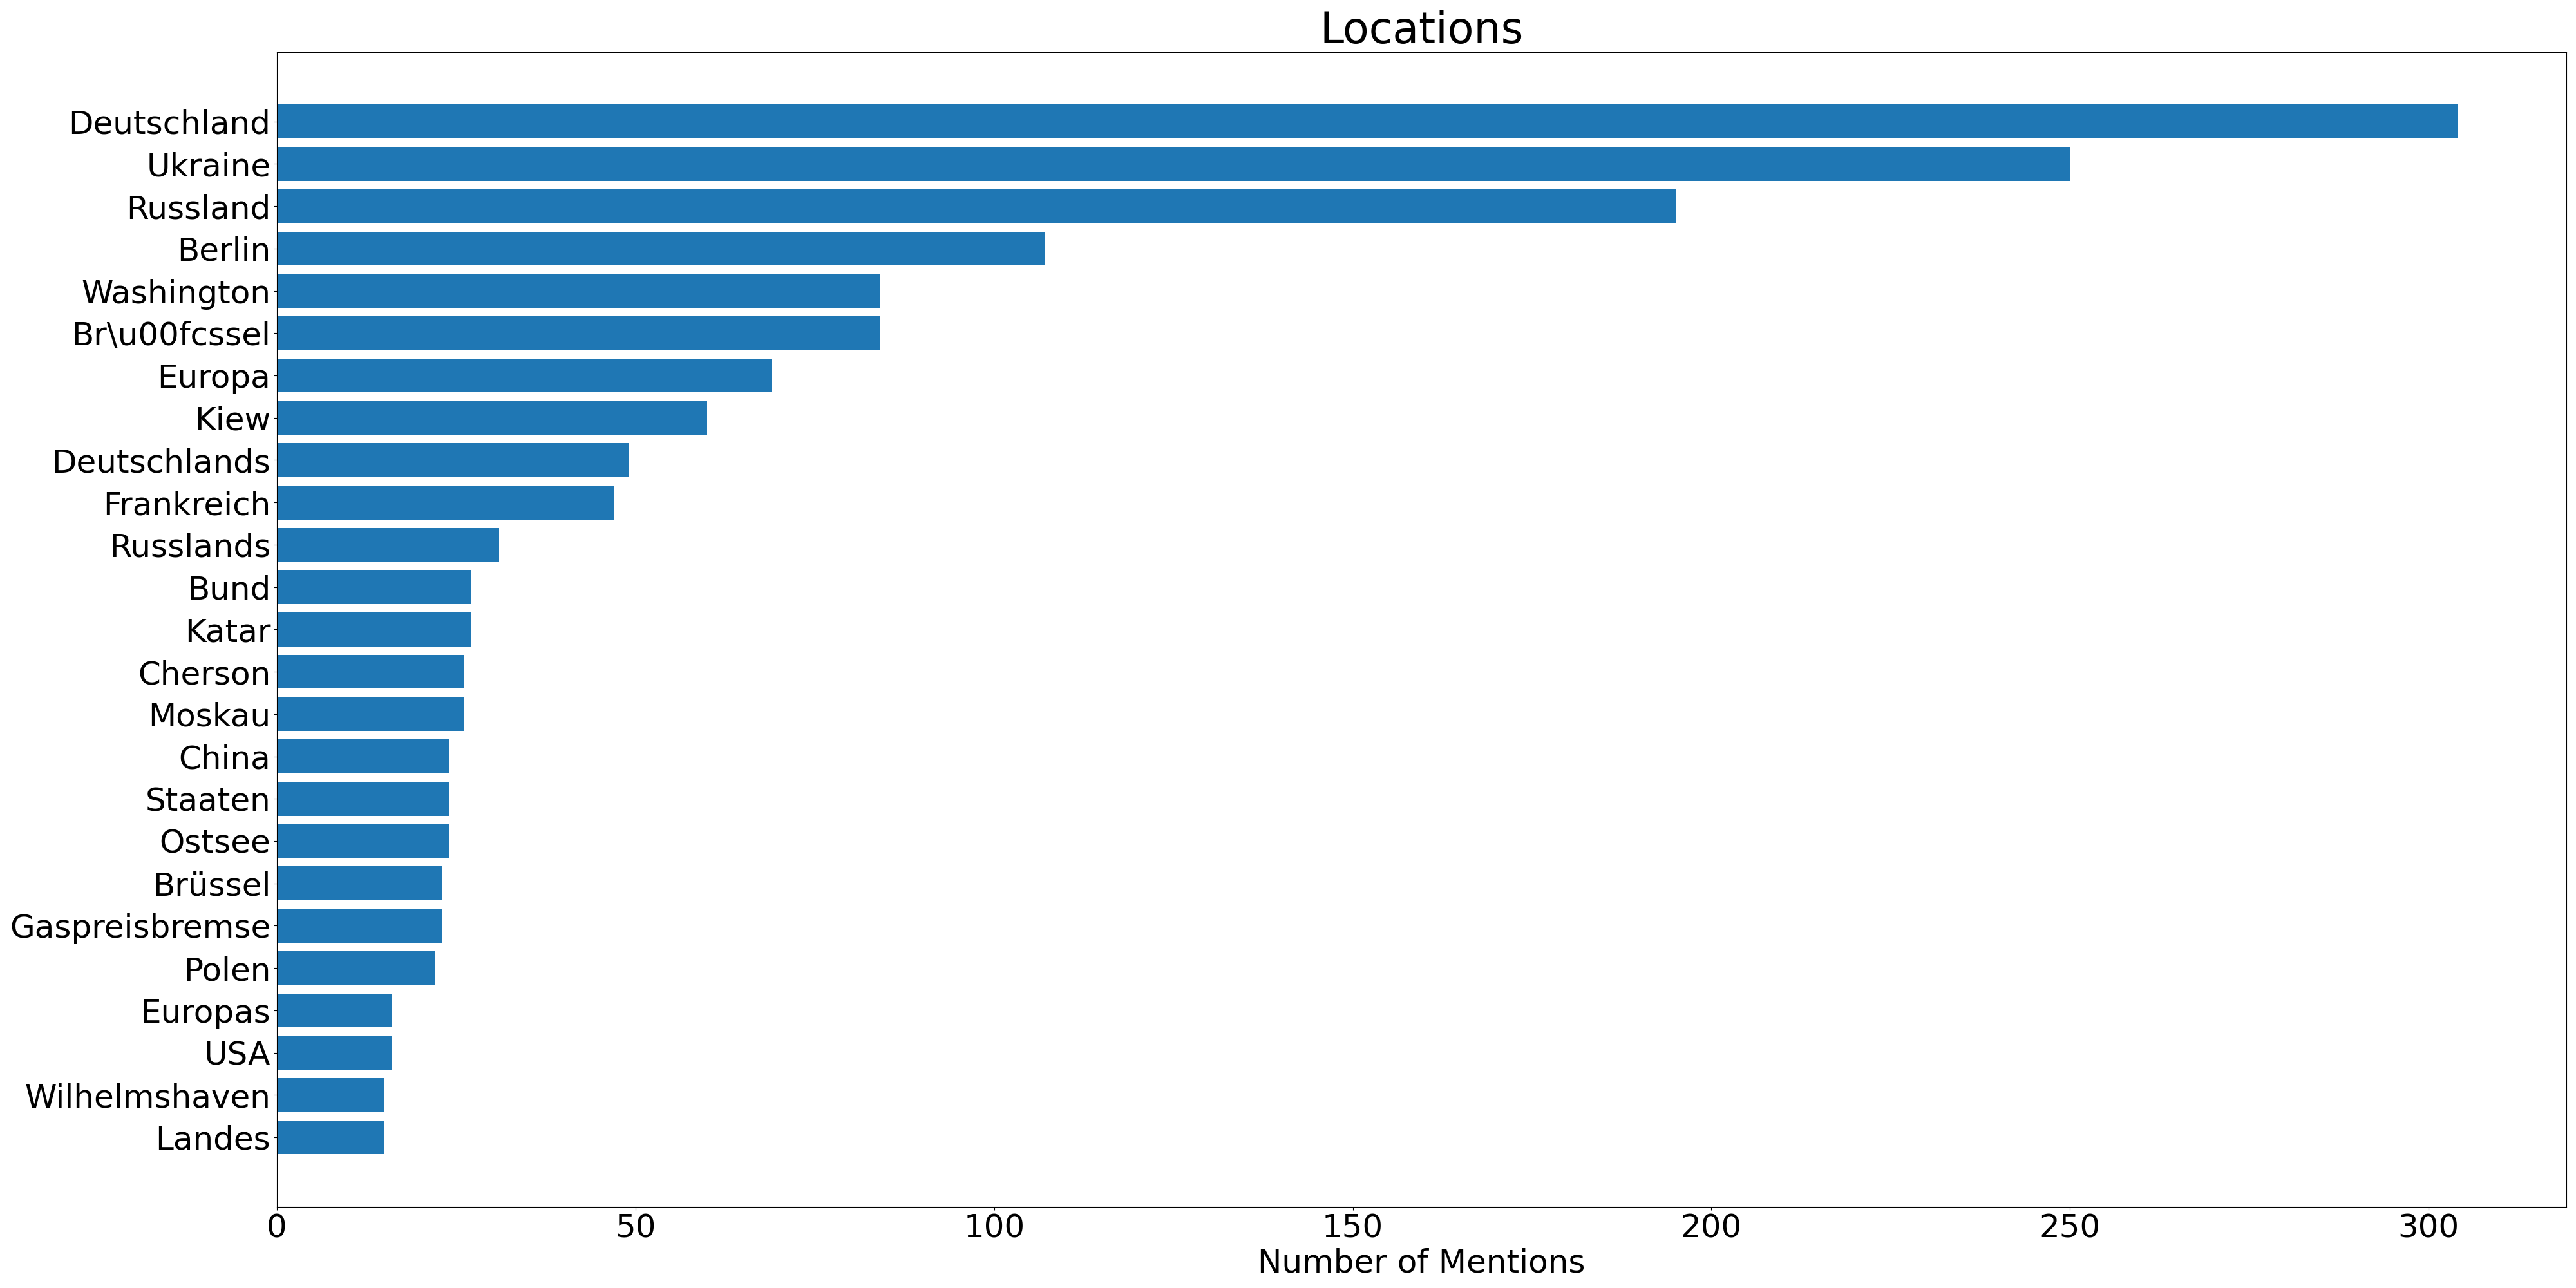 Locations
Deutschland
Ukraine
Russland
Berlin
Washington
Br\u00fcssel
Europa
Kiew
Deutschlands
Frankreich
Russlands
Bund
Katar
Cherson
Moskau
China
Staaten
Ostsee
Brüssel
Gaspreisbremse
Polen
Europas
USA
Wilhelmshaven
Landes
0 50 100 150 200 250 300
Number of Mentions